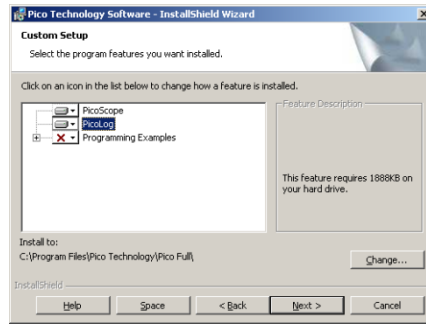 Pico Technology Software - InstallShield Wizard
Custom Setup
Select the program features you want installed.
Click on an icon in the list below to change how a feature is installed.
PicoScope
PicoLog
Programming Examples
Feature Description
This feature requires 1888KB on
your hard drive.
Install to:
C:\Program Files\Pico Technology\Pico Full\
Change...
InstallShield
Help Space < Back Next > Cancel